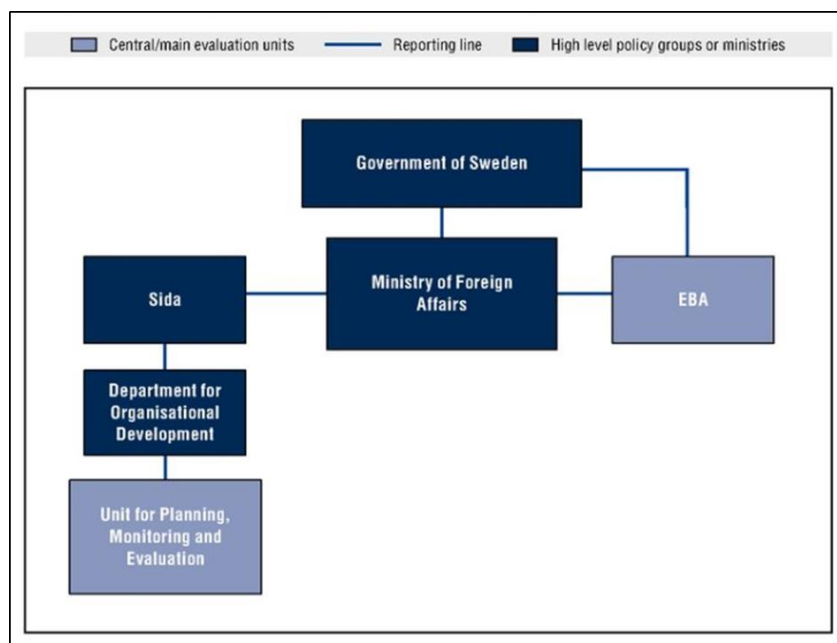 Central/main evaluation units
Reporting line
High level policy groups or ministries
Government of Sweden
Sida
Ministry of Foreign
Affairs
EBA
Department for
Organisational
Development
Unit for Planning,
Monitoring and
Evaluation